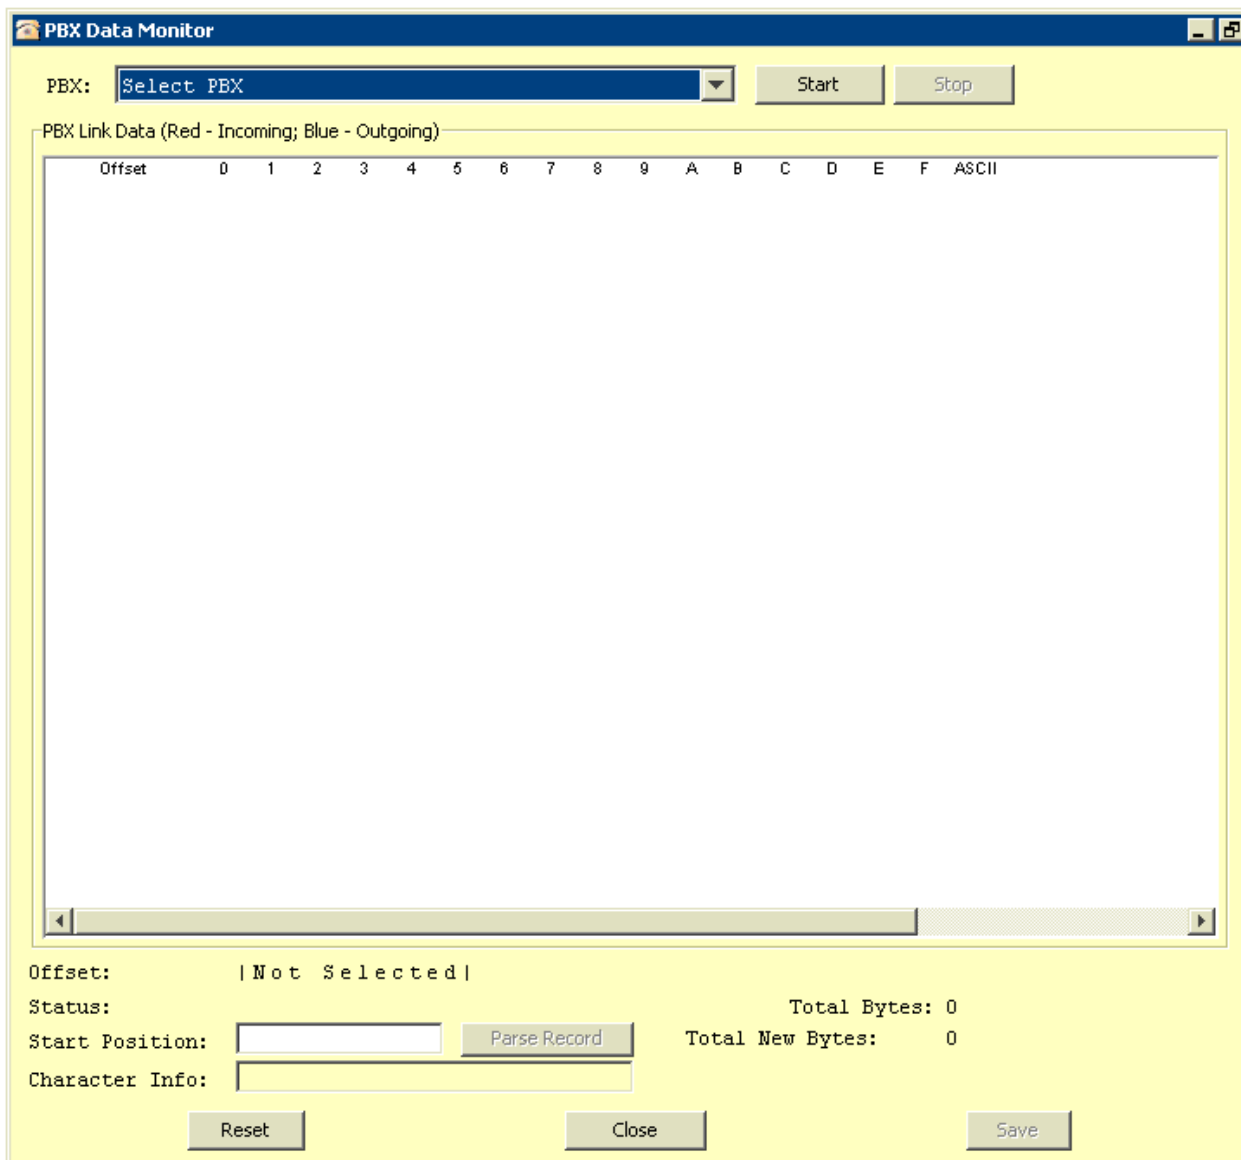 PBX Data Monitor
PBX: Select PBX Start Stop
PBX Link Data (Red - Incoming; Blue - Outgoing)
Offset 0 1 2 3 4 5 6 7 8 9 A B C D E F ASCII
Offset: |Not Selected|
Status: Total Bytes: 0
Start Position: Parse Record Total New Bytes: 0
Character Info:
Reset Close Save